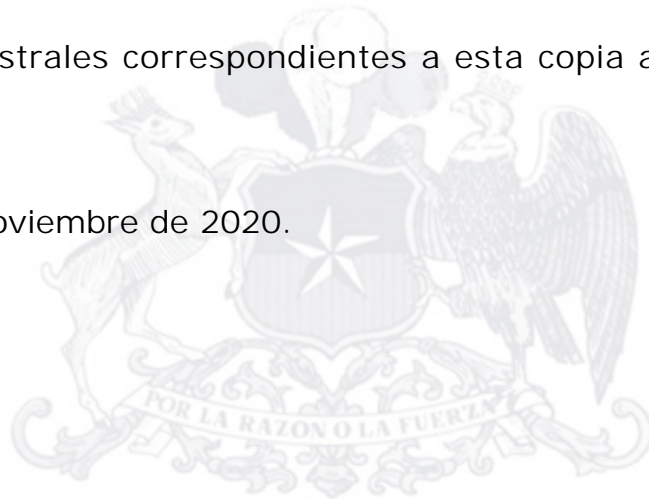 strales correspondientes a esta copia a
oviembre de 2020.
POR LA RAZON O LA FUERZA